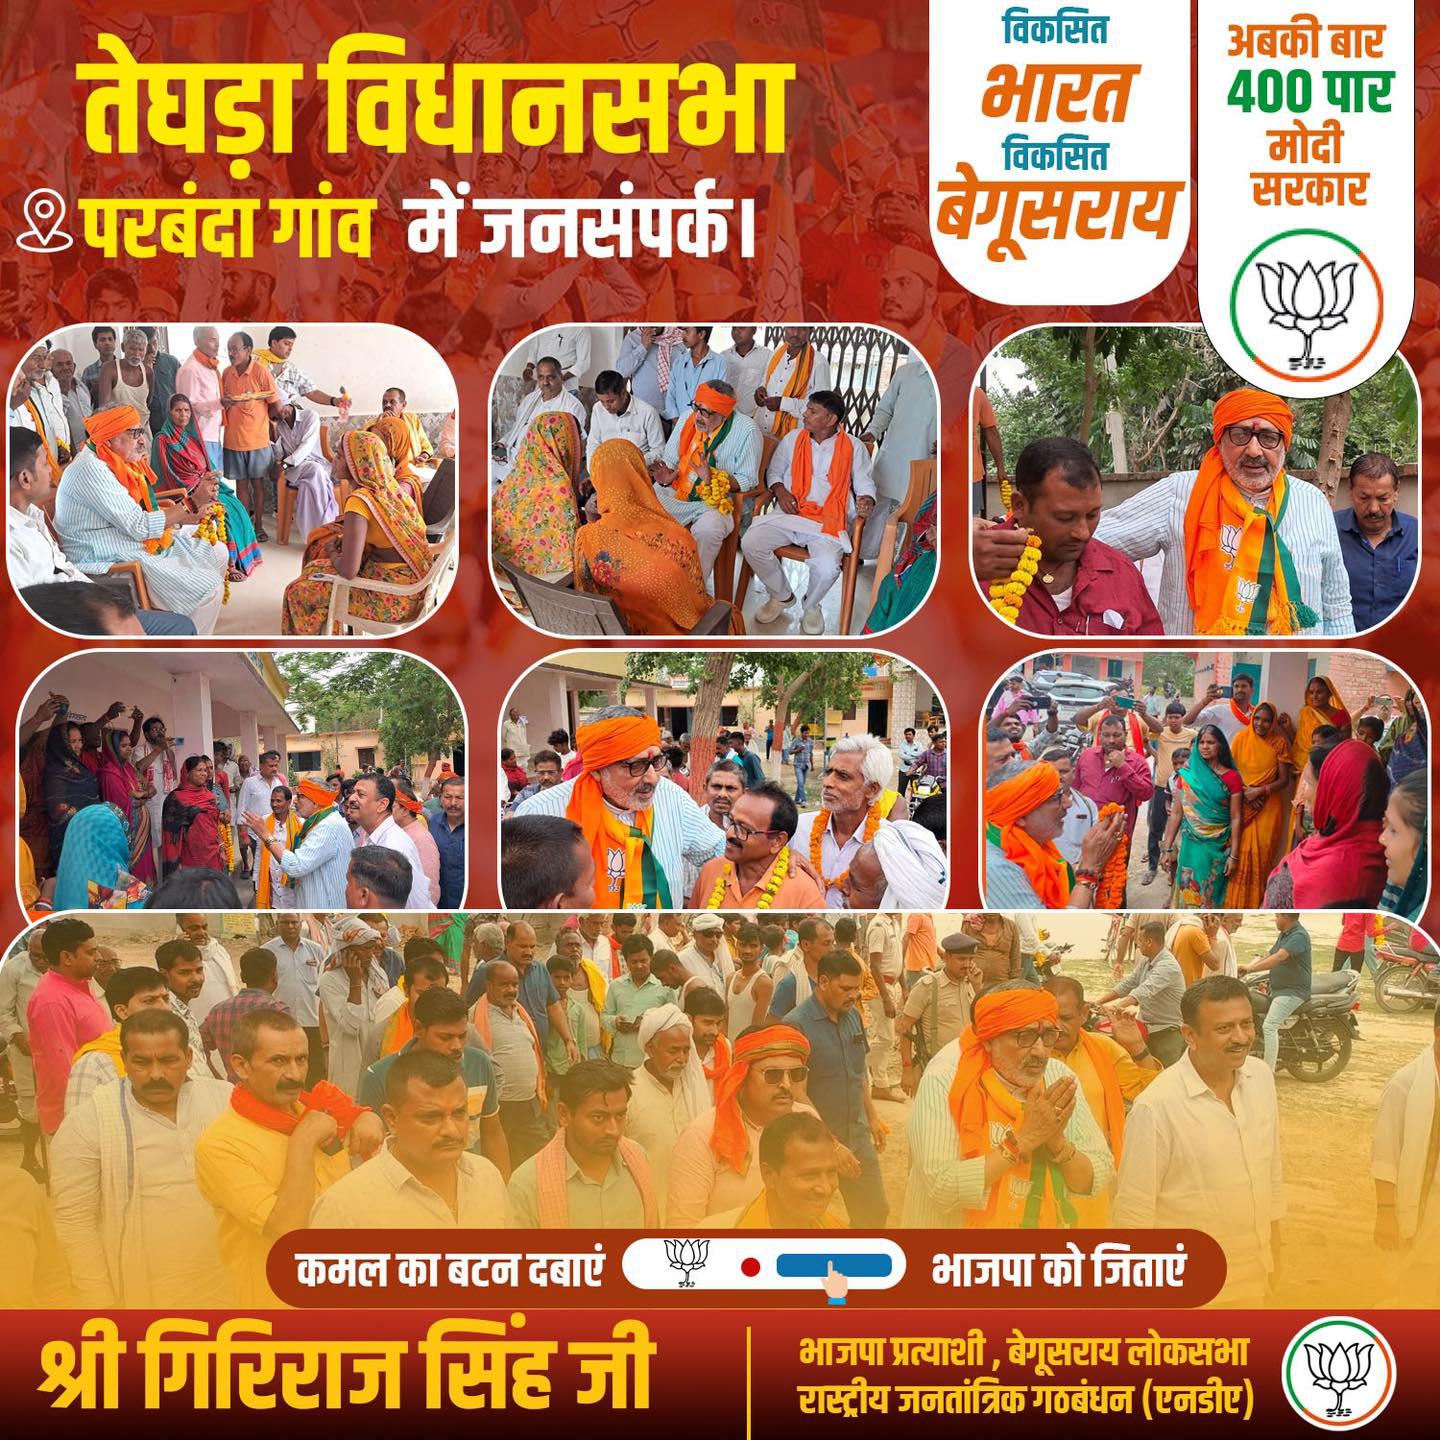 तेघड़ा विधानसभा
परबंदा गांव में जनसंपर्क।
विकसित
भारत
विकसित
बेगूसराय
अबकी बार
400 पार
मोदी
सरकार
कमल का बटन दबाएं
भाजपा को जिताएं
श्री गिरिराज सिंह जी
भाजपा प्रत्याशी , बेगूसराय लोकसभा
रास्ट्रीय जनतांत्रिक गठबंधन (एनडीए)